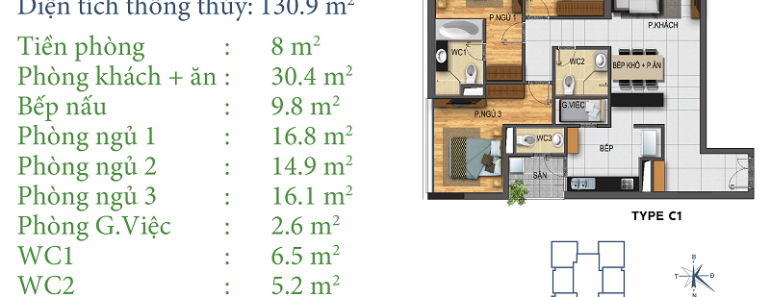 Diện tích thông thủy: 130.9 m²
Tiền phòng : 8 m²
Phòng khách + ăn : 30.4 m²
Bếp nấu : 9.8 m²
Phòng ngủ 1 : 16.8 m²
Phòng ngủ 2 : 14.9 m²
Phòng ngủ 3 : 16.1 m²
Phòng G.Việc : 2.6 m²
WC1 : 6.5 m²
WC2 : 5.2 m²
P.NGỦ 1
P.KHÁCH
WC1
WC2
BẾP KHÔ + P.ĂN
G.VIỆC
P.NGỦ 3
WC3
BẾP
SÂN
TYPE C1
B
T
Đ
N